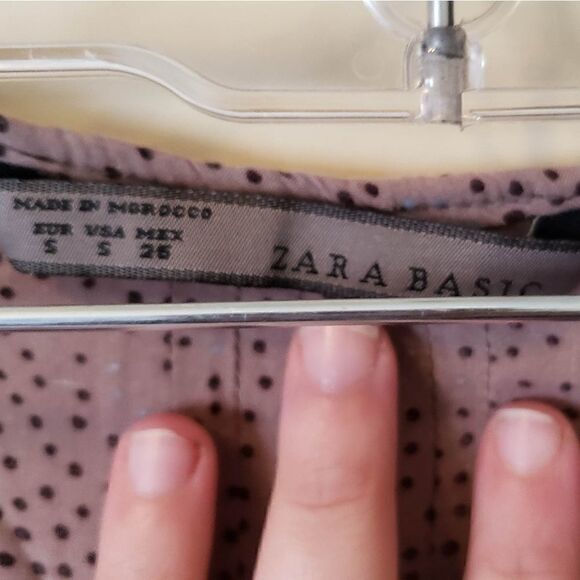 MADE IN MOROCCO
EUR USA MEX
S S 26
ZARA BASIC